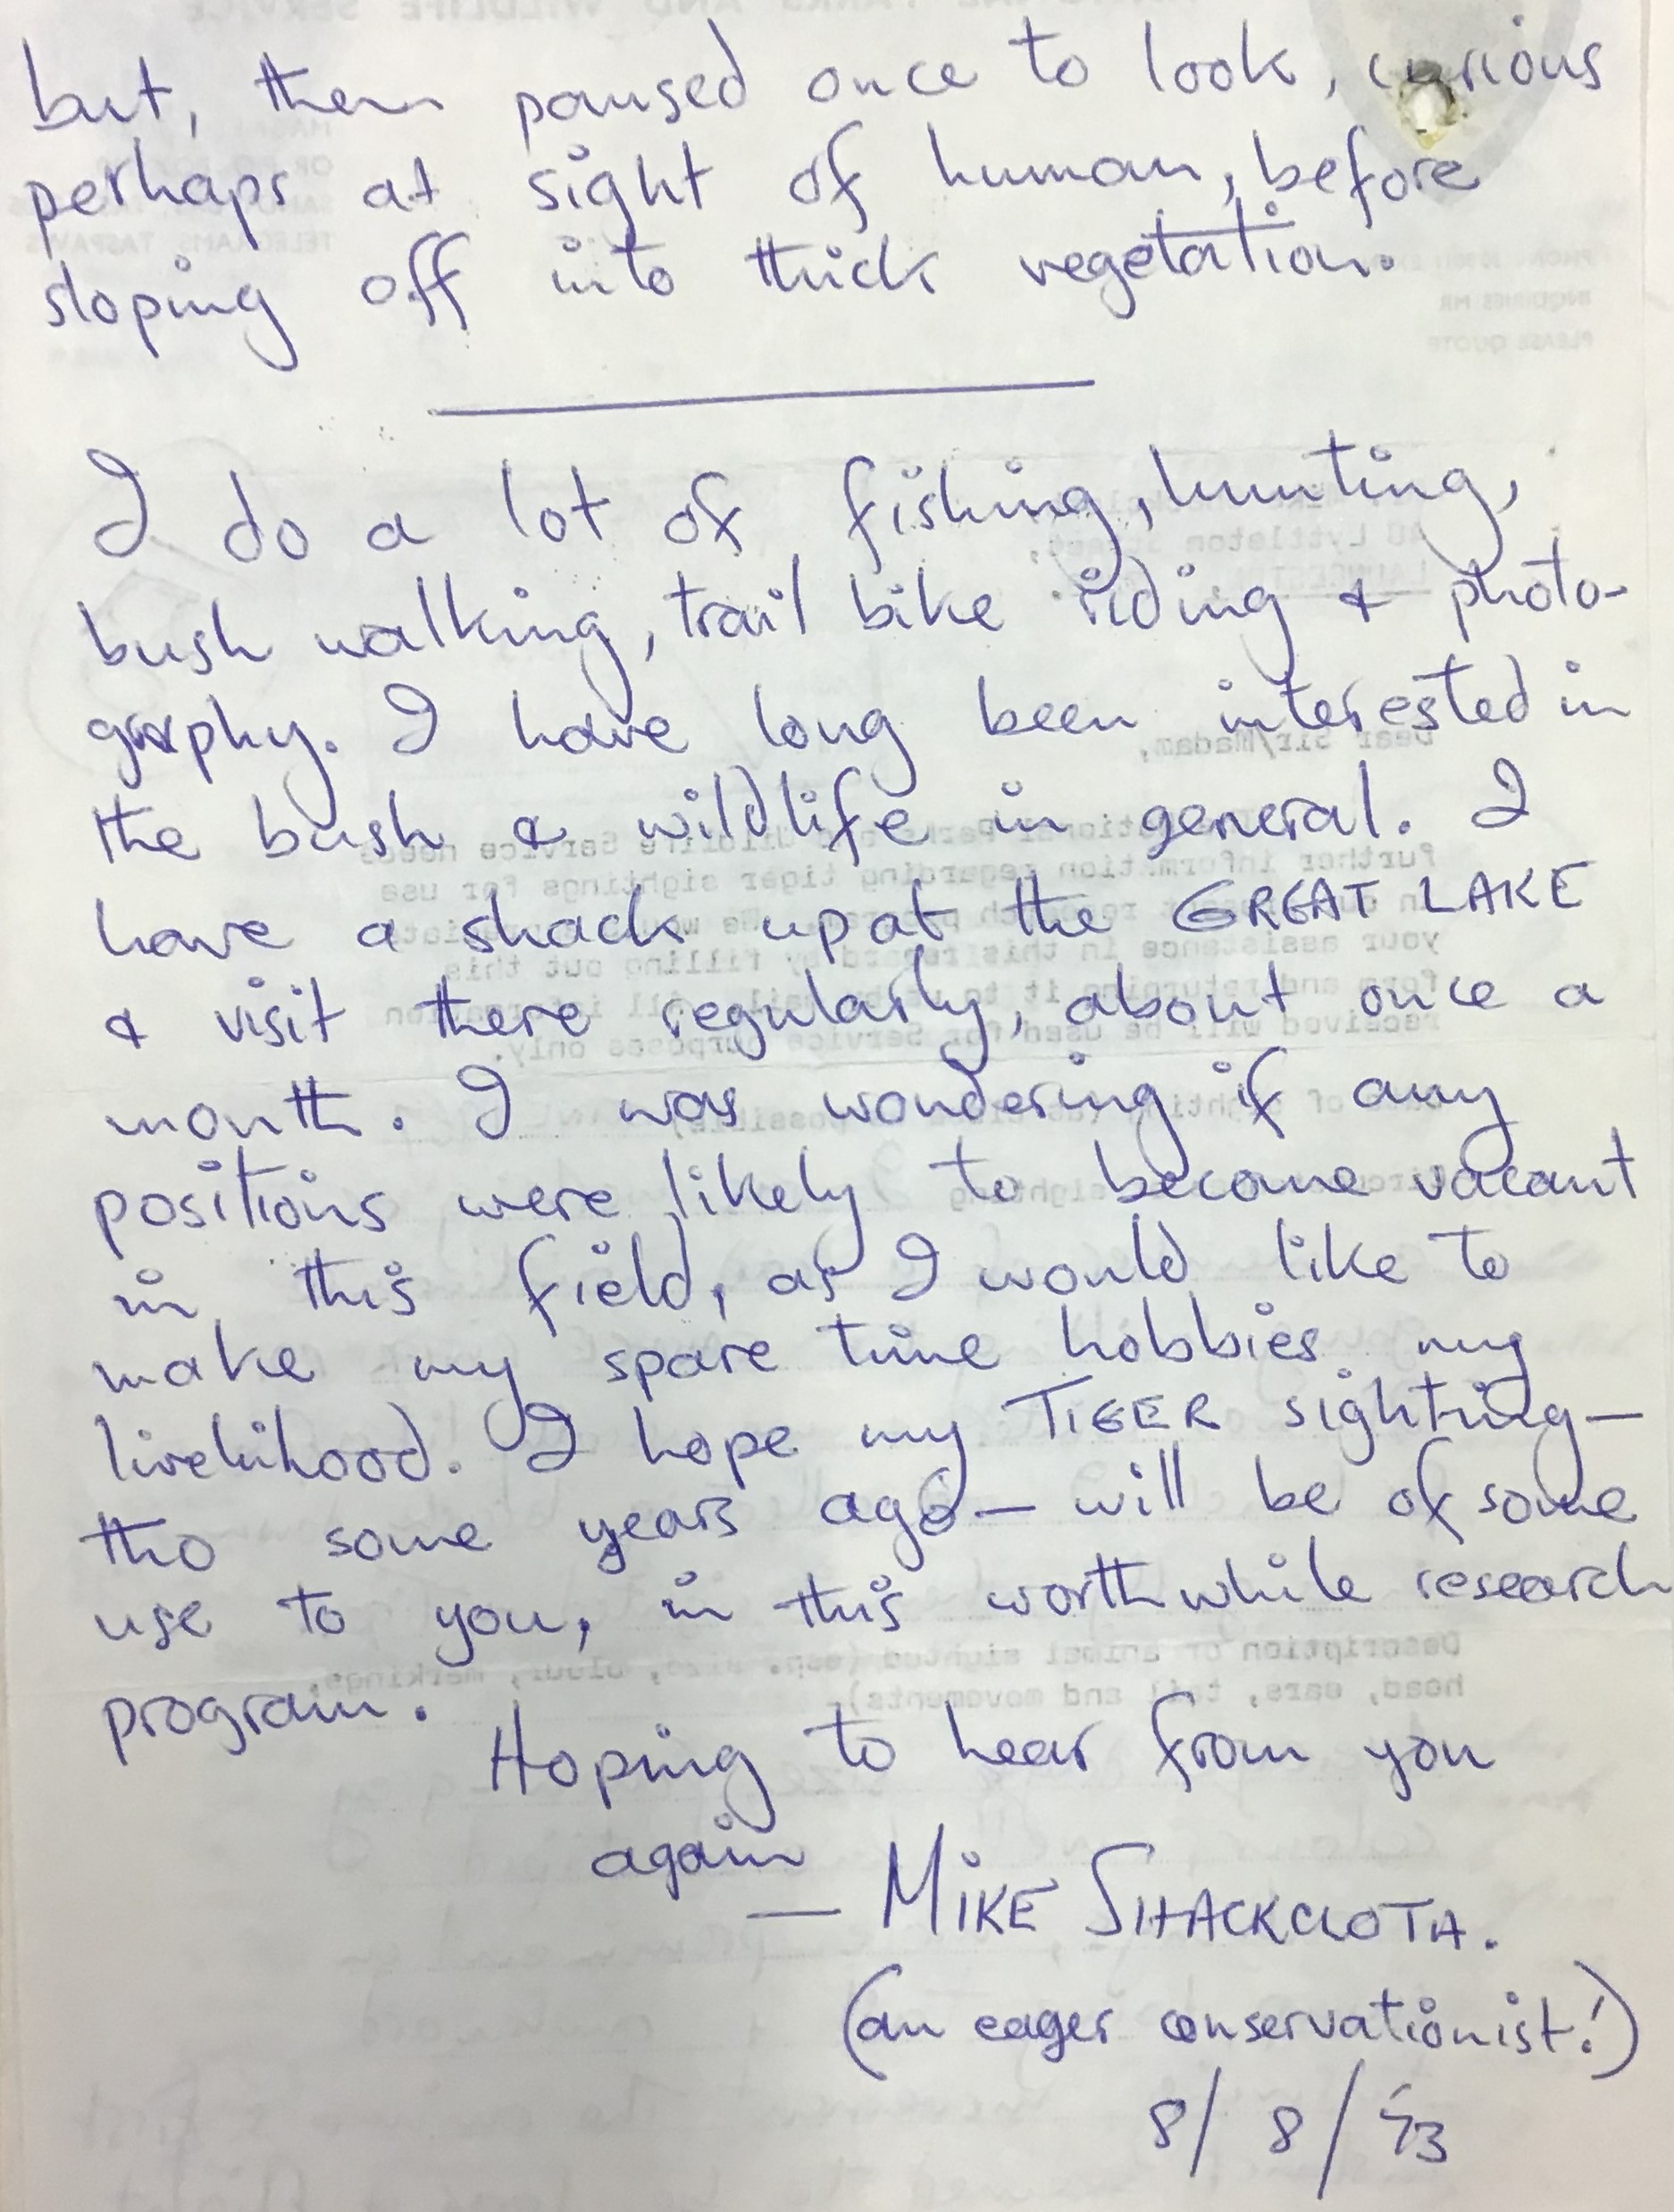 but, then paused once to look, curious
perhaps at sight of human, before
sloping off into thick vegetation.
I do a lot of fishing, hunting,
bush walking, trail bike riding & photo-
graphy. I have long been interested in
the bush & wildlife in general. I
have a shack up at the GREAT LAKE
& visit there regularly, about once a
month. I was wondering if any
positions were likely to become vacant
in this field, as I would like to
make my spare time hobbies my
livelihood. I hope my TIGER sighting—
tho some years ago — will be of some
use to you, in this worthwhile research
program.
Hoping to hear from you
again
— MIKE SHACKCLOTH.
(an eager conservationist!)
8/ 8 / '73